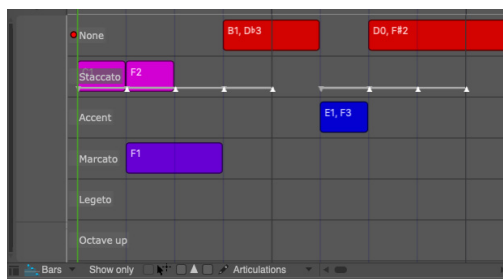 None
B1, D♭3
D0, F#2
Staccato
F2
Accent
E1, F3
Marcato
F1
Legeto
Octave up
Bars
Show only
Articulations